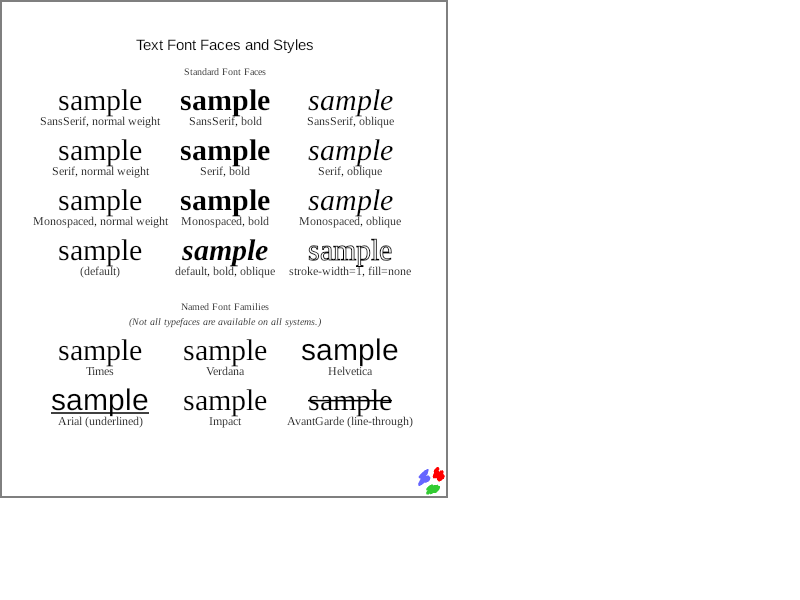 Text Font Faces and Styles
Standard Font Faces
sample sample sample
SansSerif, normal weight SansSerif, bold SansSerif, oblique
sample sample sample
Serif, normal weight Serif, bold Serif, oblique
sample sample sample
Monospaced, normal weight Monospaced, bold Monospaced, oblique
sample sample sample
(default) default, bold, oblique stroke-width=1, fill=none
Named Font Families
(Not all typefaces are available on all systems.)
sample sample sample
Times Verdana Helvetica
sample sample sample
Arial (underlined) Impact AvantGarde (line-through)